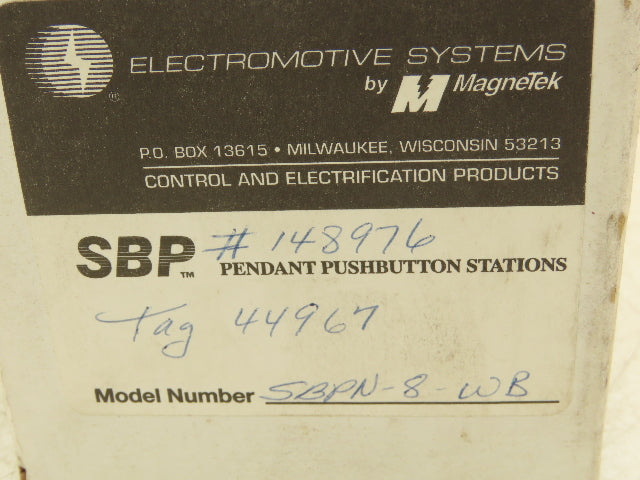 ELECTROMOTIVE SYSTEMS
by M MagneTek
P.O. BOX 13615 • MILWAUKEE, WISCONSIN 53213
CONTROL AND ELECTRIFICATION PRODUCTS
SBP™ # 148976
PENDANT PUSHBUTTON STATIONS
Tag 44967
Model Number SBPN-8-WB